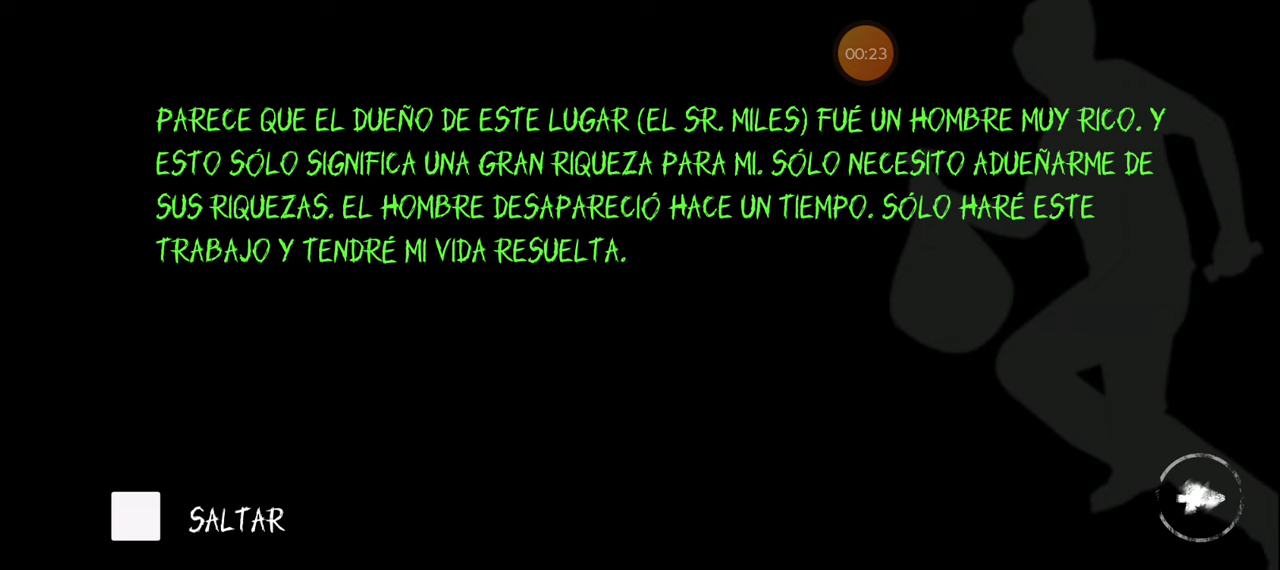 00:23
PARECE QUE EL DUEÑO DE ESTE LUGAR (EL SR. MILES) FUÉ UN HOMBRE MUY RICO. Y
ESTO SÓLO SIGNIFICA UNA GRAN RIQUEZA PARA MI. SÓLO NECESITO ADUEÑARME DE
SUS RIQUEZAS. EL HOMBRE DESAPARECIÓ HACE UN TIEMPO. SÓLO HARÉ ESTE
TRABAJO Y TENDRÉ MI VIDA RESUELTA.
SALTAR